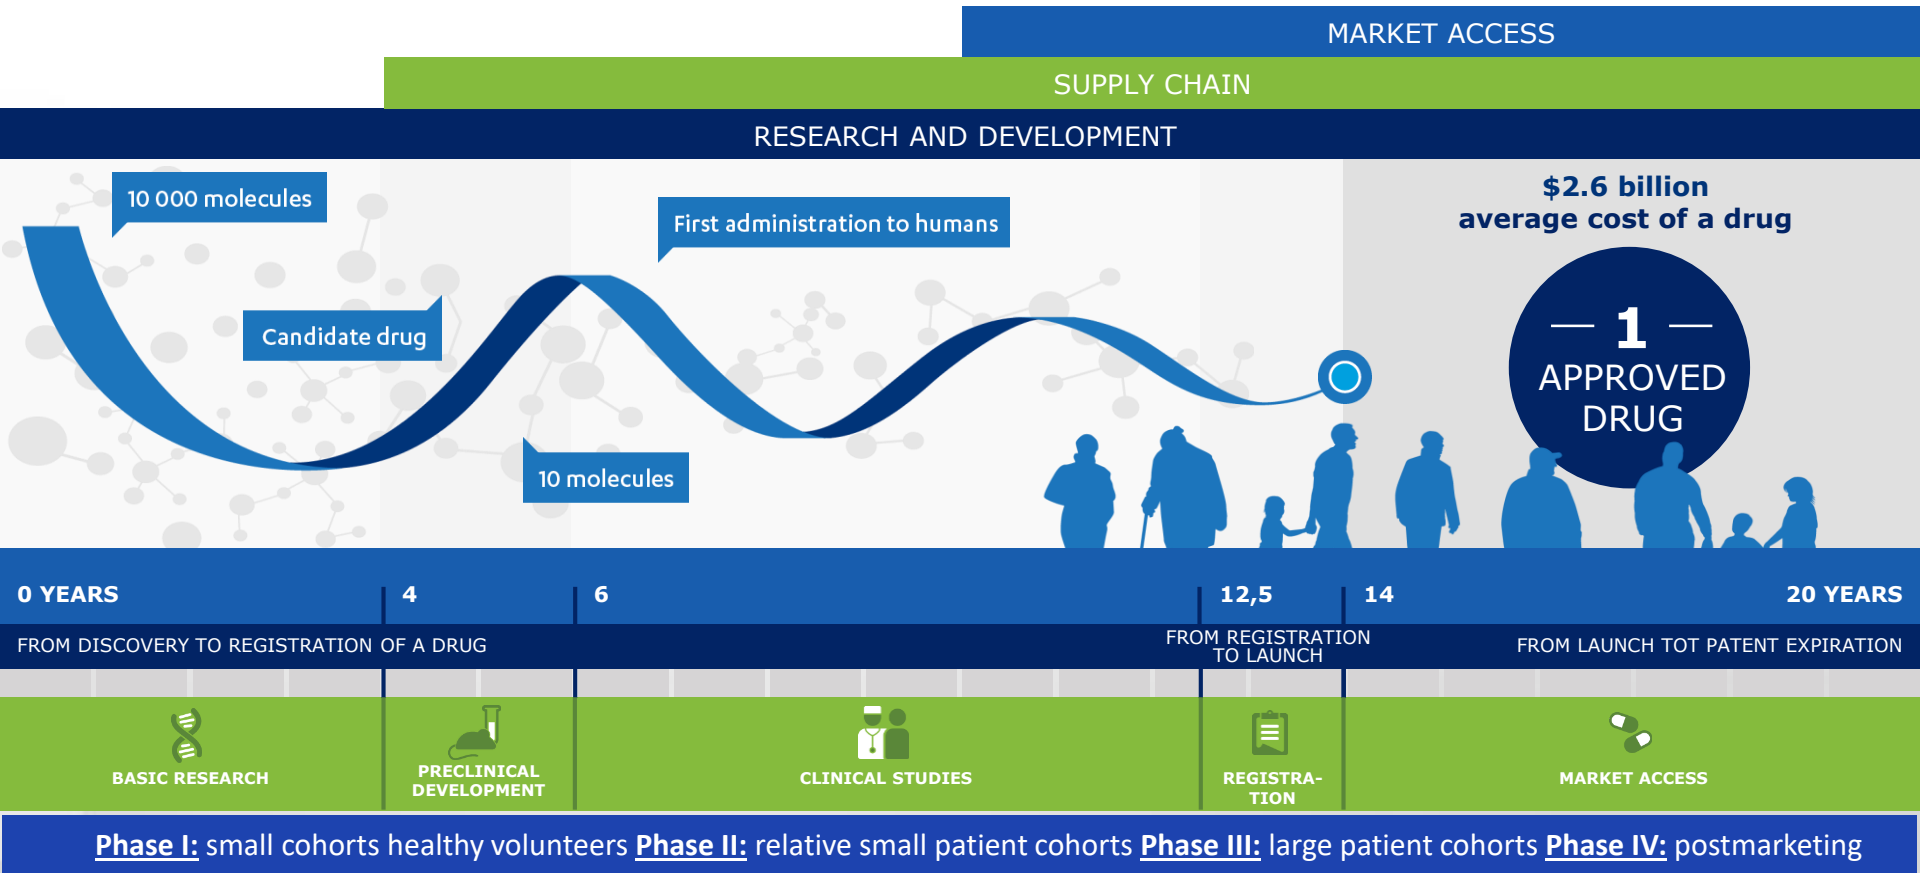 MARKET ACCESS
SUPPLY CHAIN
RESEARCH AND DEVELOPMENT
10 000 molecules
First administration to humans
$2.6 billion
average cost of a drug
Candidate drug
1
APPROVED
DRUG
10 molecules
0 YEARS
4
6
12,5
14
20 YEARS
FROM DISCOVERY TO REGISTRATION OF A DRUG
FROM REGISTRATION
TO LAUNCH
FROM LAUNCH TOT PATENT EXPIRATION
BASIC RESEARCH
PRECLINICAL
DEVELOPMENT
CLINICAL STUDIES
REGISTRA-
TION
MARKET ACCESS
Phase I: small cohorts healthy volunteers Phase II: relative small patient cohorts Phase III: large patient cohorts Phase IV: postmarketing